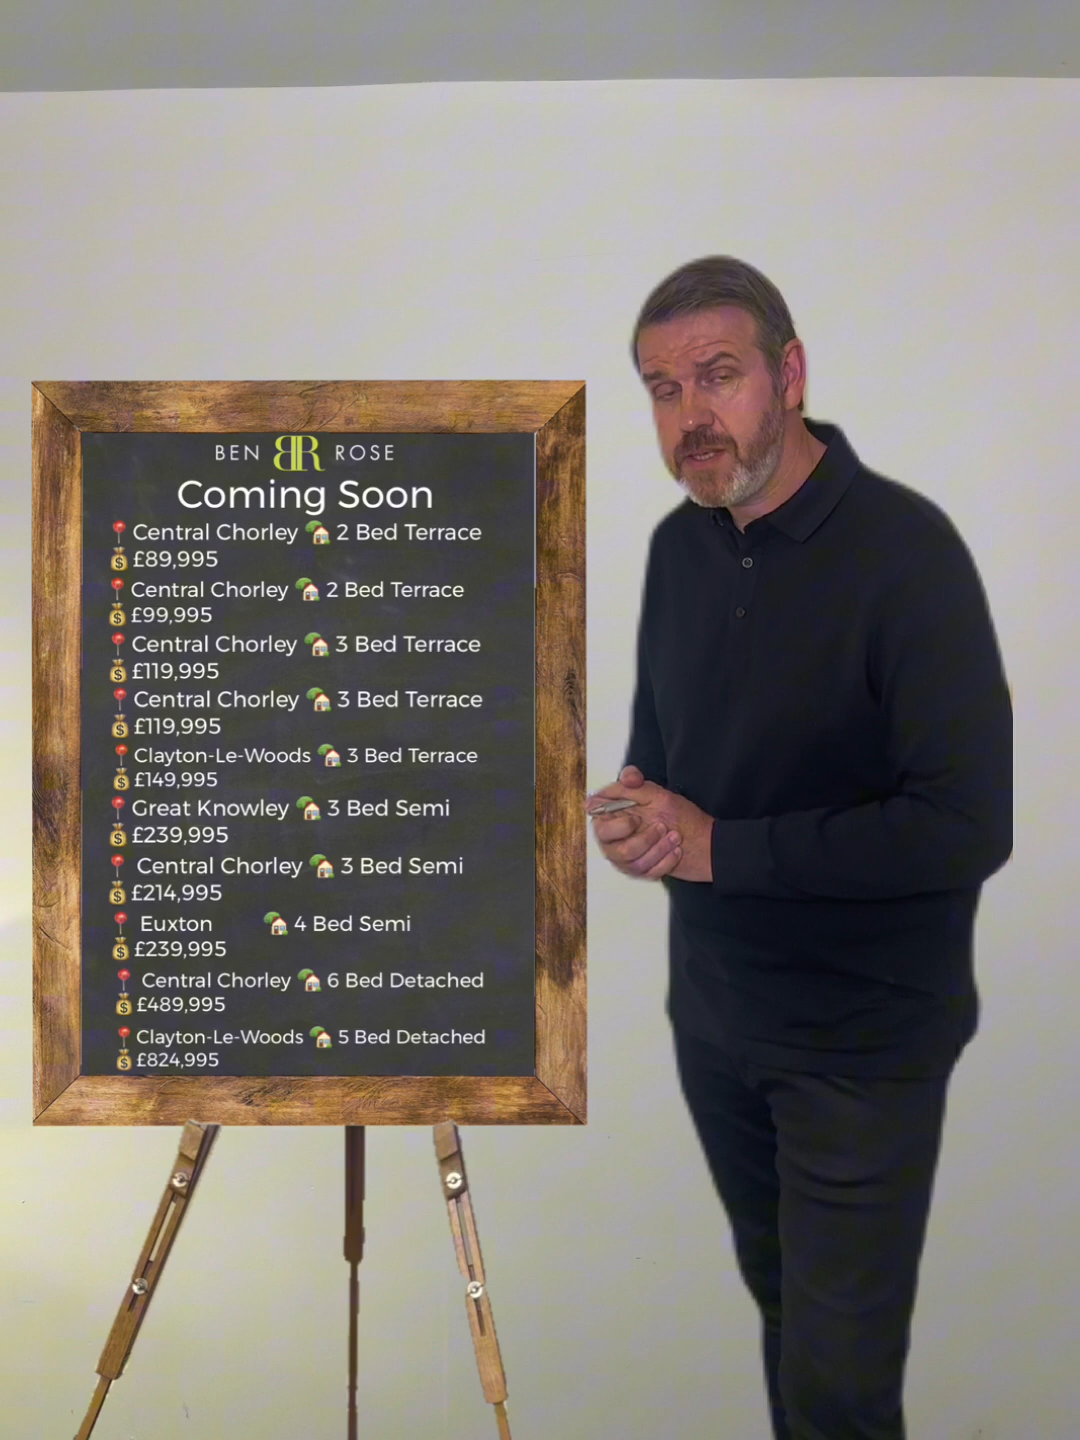 BEN BR ROSE
Coming Soon
Central Chorley 2 Bed Terrace
£89,995
Central Chorley 2 Bed Terrace
£99,995
Central Chorley 3 Bed Terrace
£119,995
Central Chorley 3 Bed Terrace
£119,995
Clayton-Le-Woods 3 Bed Terrace
£149,995
Great Knowley 3 Bed Semi
£239,995
Central Chorley 3 Bed Semi
£214,995
Euxton 4 Bed Semi
£239,995
Central Chorley 6 Bed Detached
£489,995
Clayton-Le-Woods 5 Bed Detached
£824,995